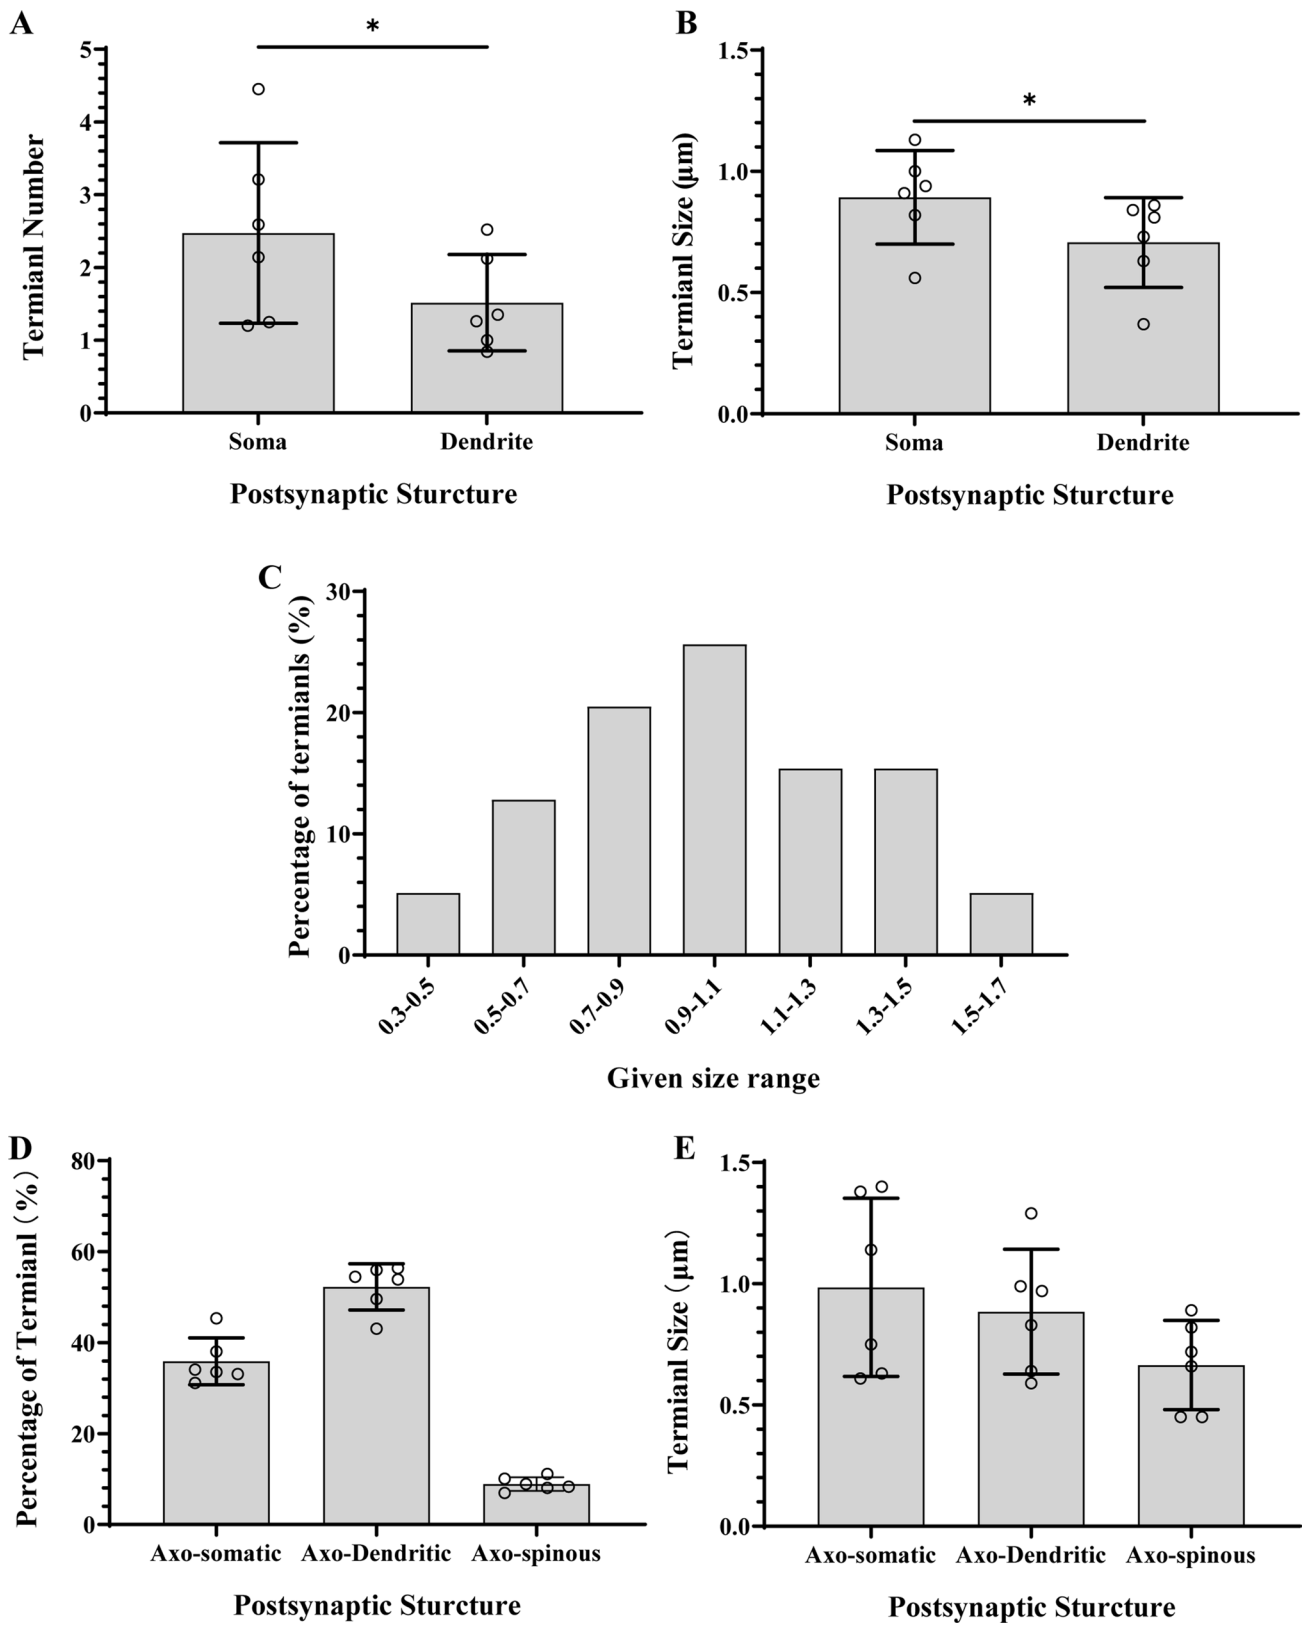 A
*
5
4
3
2
1
0
Termianl Number
Soma
Dendrite
Postsynaptic Sturcture
B
*
1.5
1.0
0.5
0.0
Termianl Size (μm)
Soma
Dendrite
Postsynaptic Sturcture
C
30
20
10
0
Percentage of termianls (%)
0.3-0.5
0.5-0.7
0.7-0.9
0.9-1.1
1.1-1.3
1.3-1.5
1.5-1.7
Given size range
D
80
60
40
20
0
Percentage of Termianl（%）
Axo-somatic
Axo-Dendritic
Axo-spinous
Postsynaptic Sturcture
E
1.5
1.0
0.5
0.0
Termianl Size（μm）
Axo-somatic
Axo-Dendritic
Axo-spinous
Postsynaptic Sturcture